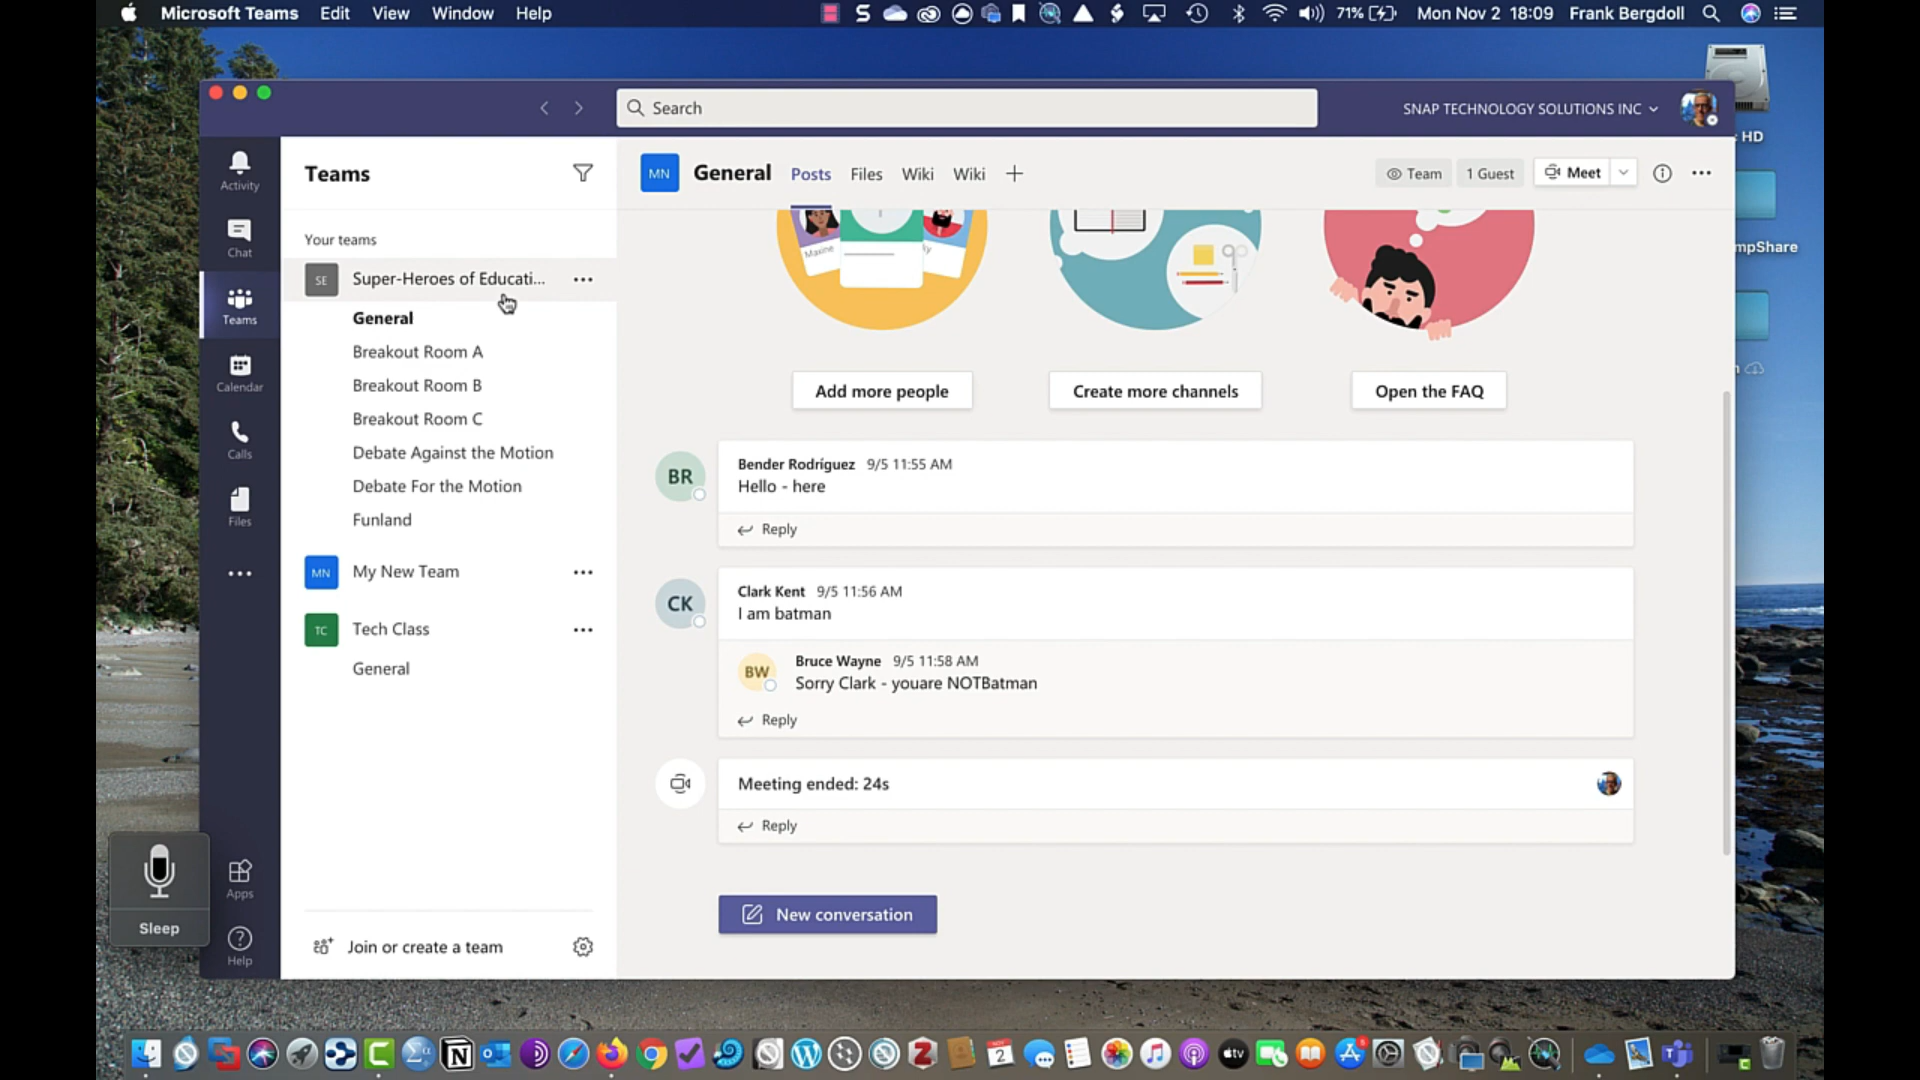 Microsoft Teams Edit View Window Help
71% Mon Nov 2 18:09 Frank Bergdoll
HD
mpShare
Search
SNAP TECHNOLOGY SOLUTIONS INC
Activity
Chat
Teams
Calendar
Calls
Files
Apps
Help
Sleep
Teams
Your teams
SE Super-Heroes of Educati...
General
Breakout Room A
Breakout Room B
Breakout Room C
Debate Against the Motion
Debate For the Motion
Funland
MN My New Team
TC Tech Class
General
Join or create a team
MN General Posts Files Wiki Wiki
Team 1 Guest Meet
Maxine
Add more people
Create more channels
Open the FAQ
BR
Bender Rodríguez 9/5 11:55 AM
Hello - here
Reply
CK
Clark Kent 9/5 11:56 AM
I am batman
BW
Bruce Wayne 9/5 11:58 AM
Sorry Clark - youare NOTBatman
Reply
Meeting ended: 24s
Reply
New conversation
NOV
2
tv